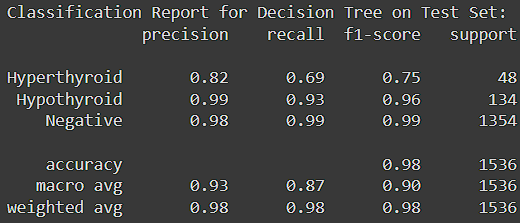 Classification Report for Decision Tree on Test Set:
precision recall f1-score support
Hyperthyroid 0.82 0.69 0.75 48
Hypothyroid 0.99 0.93 0.96 134
Negative 0.98 0.99 0.99 1354
accuracy 0.98 1536
macro avg 0.93 0.87 0.90 1536
weighted avg 0.98 0.98 0.98 1536